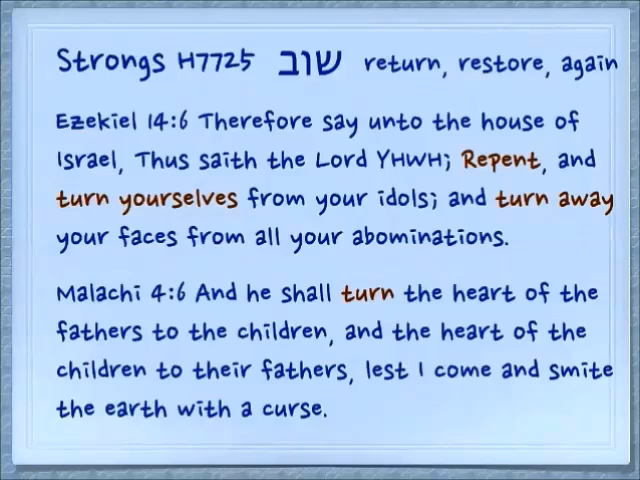 Strongs H7725 שוב return, restore, again
Ezekiel 14:6 Therefore say unto the house of
Israel, Thus saith the Lord YHWH; Repent, and
turn yourselves from your idols; and turn away
your faces from all your abominations.
Malachi 4:6 And he shall turn the heart of the
fathers to the children, and the heart of the
children to their fathers, lest I come and smite
the earth with a curse.